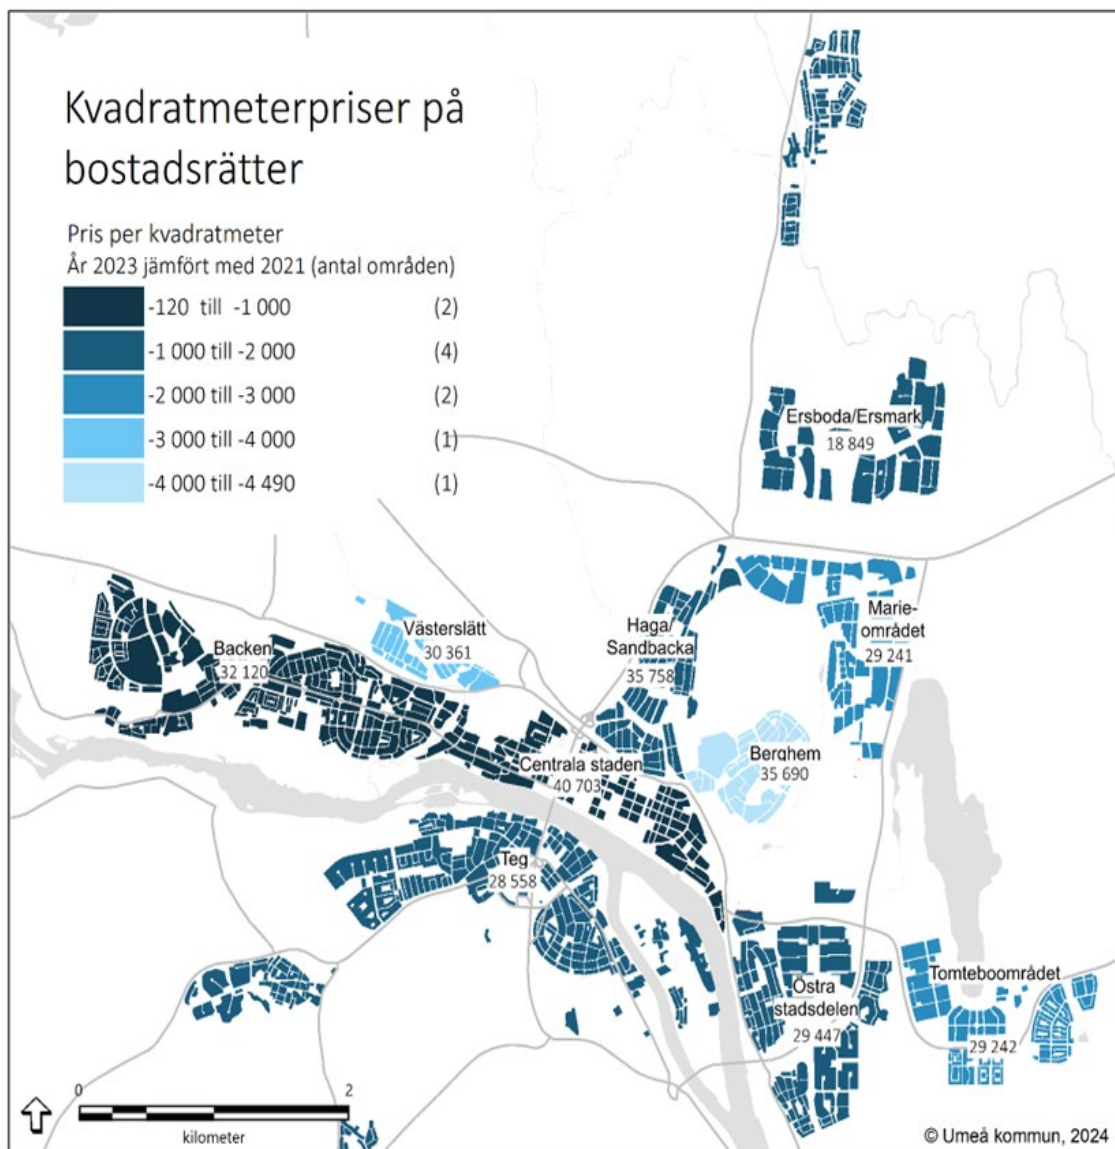 Kvadratmeterpriser på
bostadsrätter
Pris per kvadratmeter
År 2023 jämfört med 2021 (antal områden)
-120 till -1 000 (2)
-1 000 till -2 000 (4)
-2 000 till -3 000 (2)
-3 000 till -4 000 (1)
-4 000 till -4 490 (1)
Ersboda/Ersmark
18 849
Marie-
området
29 241
Haga/
Sandbacka
35 758
Västerslätt
30 361
Backen
32 120
Berghem
35 690
Centrala staden
40 703
Teg
28 558
Östra
stadsdelen
29 447
Tomteboområdet
29 242
0 2
kilometer
© Umeå kommun, 2024